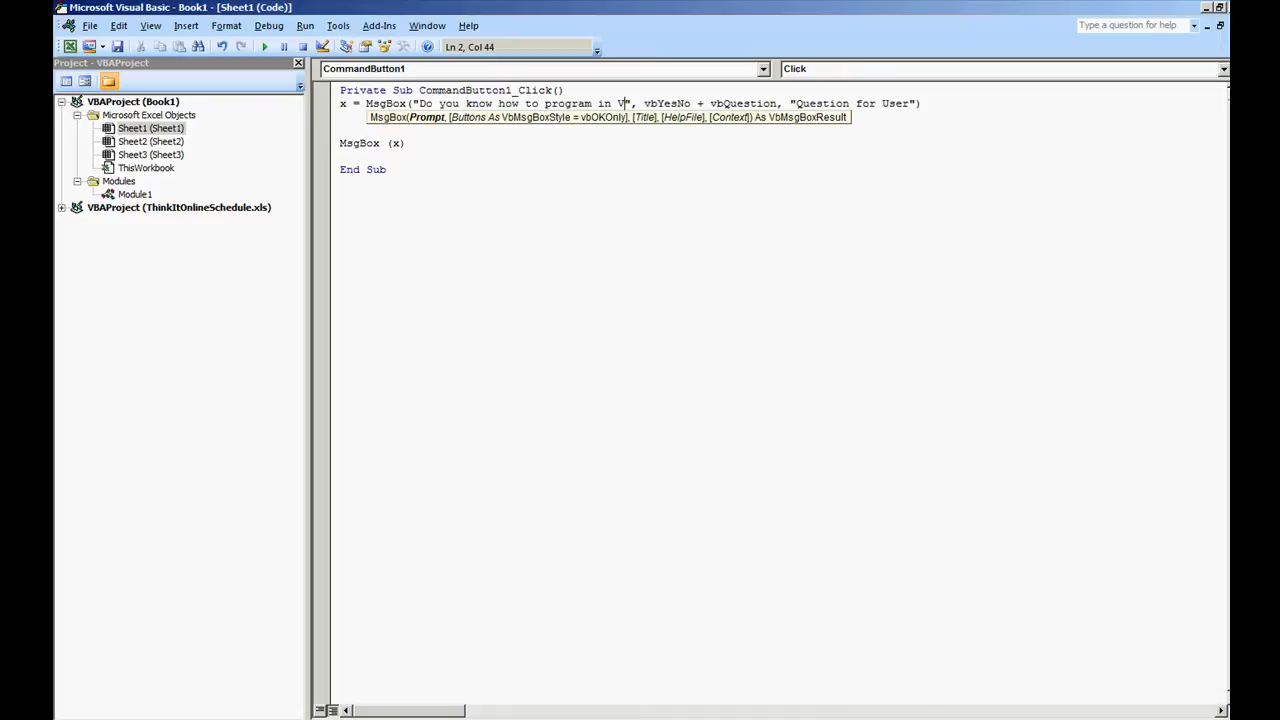 Microsoft Visual Basic - Book1 - [Sheet1 (Code)]
File Edit View Insert Format Debug Run Tools Add-Ins Window Help
Type a question for help
Ln 2, Col 44
Project - VBAProject
CommandButton1
Click
VBAProject (Book1)
Microsoft Excel Objects
Sheet1 (Sheet1)
Sheet2 (Sheet2)
Sheet3 (Sheet3)
ThisWorkbook
Modules
Module1
VBAProject (ThinkItOnlineSchedule.xls)
Private Sub CommandButton1_Click()
x = MsgBox("Do you know how to program in V", vbYesNo + vbQuestion, "Question for User")
MsgBox(Prompt, [Buttons As VbMsgBoxStyle = vbOKOnly], [Title], [HelpFile], [Context]) As VbMsgBoxResult
MsgBox (x)
End Sub